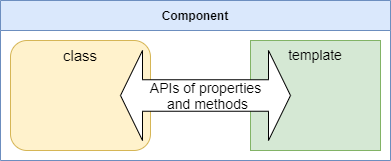 Component
class
template
APIs of properties
and methods